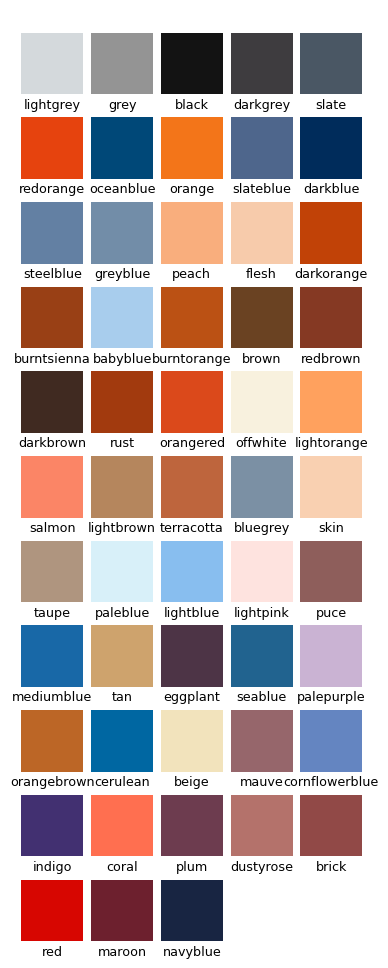 lightgrey grey black darkgrey slate
redorange oceanblue orange slateblue darkblue
steelblue greyblue peach flesh darkorange
burntsienna babyblue burntorange brown redbrown
darkbrown rust orangered offwhite lightorange
salmon lightbrown terracotta bluegrey skin
taupe paleblue lightblue lightpink puce
mediumblue tan eggplant seablue palepurple
orangebrown cerulean beige mauve cornflowerblue
indigo coral plum dustyrose brick
red maroon navyblue